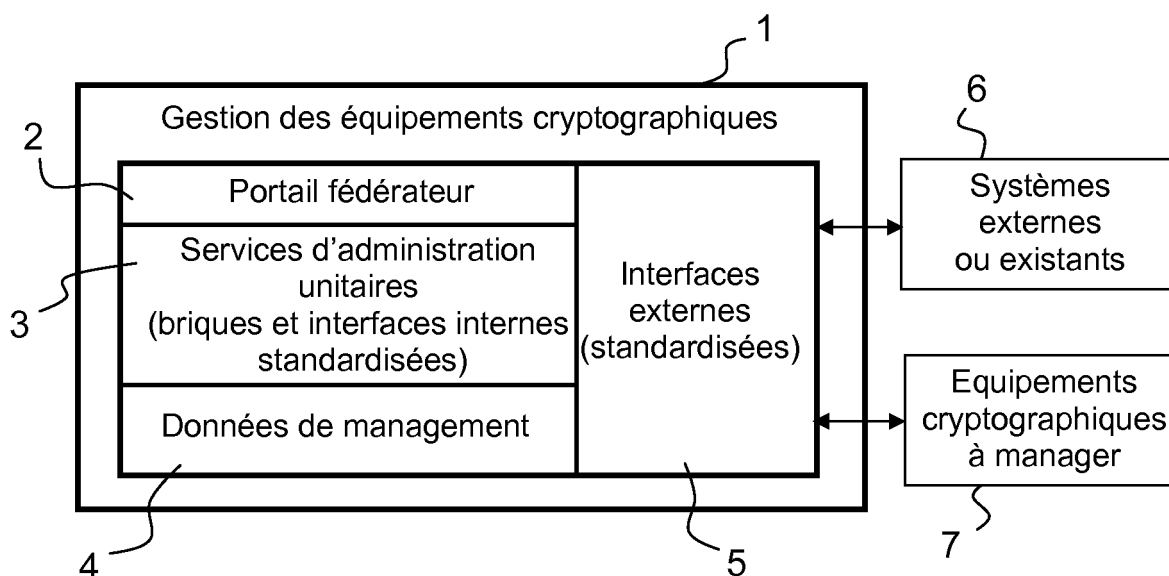 1
Gestion des équipements cryptographiques
2
Portail fédérateur
3
Services d'administration
unitaires
(briques et interfaces internes
standardisées)
Données de management
4
Interfaces
externes
(standardisées)
5
6
Systèmes
externes
ou existants
Equipements
cryptographiques
à manager
7